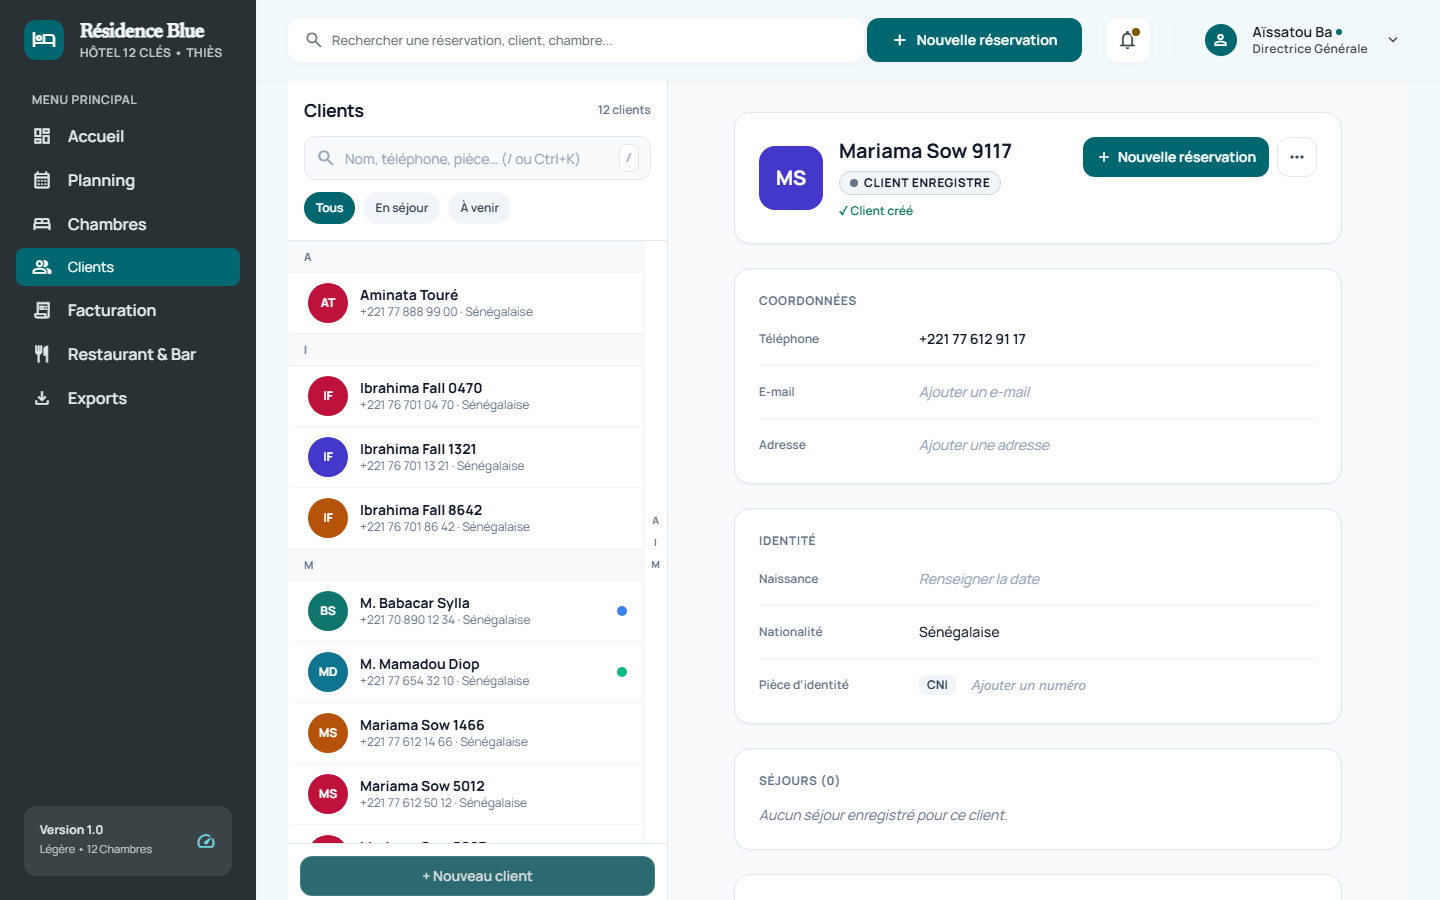 Résidence Blue
HÔTEL 12 CLÉS • THIÈS
MENU PRINCIPAL
Accueil
Planning
Chambres
Clients
Facturation
Restaurant & Bar
Exports
Version 1.0
Légère • 12 Chambres
Rechercher une réservation, client, chambre...
+ Nouvelle réservation
Aïssatou Ba
Directrice Générale
Clients
12 clients
Nom, téléphone, pièce... (/ ou Ctrl+K)
/
Tous
En séjour
À venir
A
AT
Aminata Touré
+221 77 888 99 00 · Sénégalaise
I
IF
Ibrahima Fall 0470
+221 76 701 04 70 · Sénégalaise
IF
Ibrahima Fall 1321
+221 76 701 13 21 · Sénégalaise
IF
Ibrahima Fall 8642
+221 76 701 86 42 · Sénégalaise
M
BS
M. Babacar Sylla
+221 70 890 12 34 · Sénégalaise
MD
M. Mamadou Diop
+221 77 654 32 10 · Sénégalaise
MS
Mariama Sow 1466
+221 77 612 14 66 · Sénégalaise
MS
Mariama Sow 5012
+221 77 612 50 12 · Sénégalaise
A
I
M
+ Nouveau client
MS
Mariama Sow 9117
CLIENT ENREGISTRÉ
✓ Client créé
+ Nouvelle réservation
COORDONNÉES
Téléphone
+221 77 612 91 17
E-mail
Ajouter un e-mail
Adresse
Ajouter une adresse
IDENTITÉ
Naissance
Renseigner la date
Nationalité
Sénégalaise
Pièce d'identité
CNI
Ajouter un numéro
SÉJOURS (0)
Aucun séjour enregistré pour ce client.